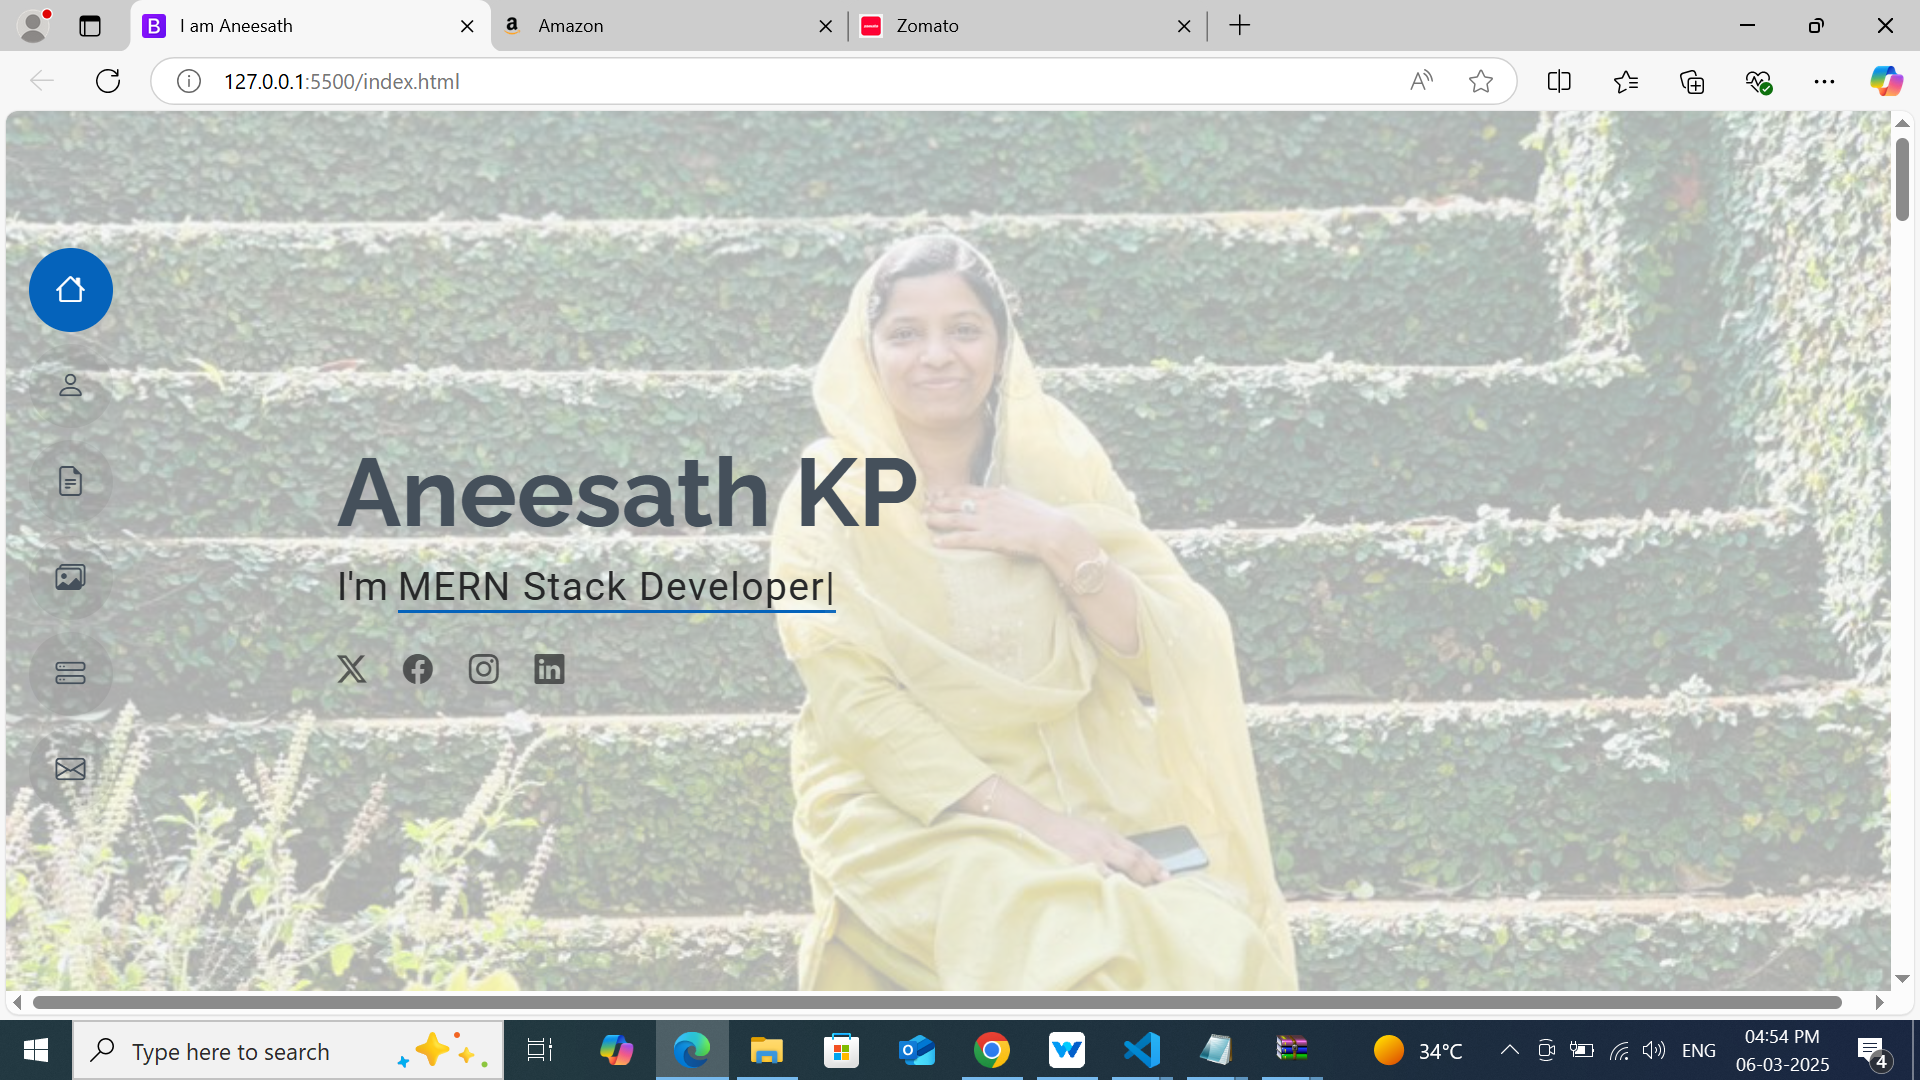 I am Aneesath
Amazon
Zomato
127.0.0.1:5500/index.html
Aneesath KP
I'm MERN Stack Developer|
Type here to search
34°C
ENG
04:54 PM
06-03-2025
4